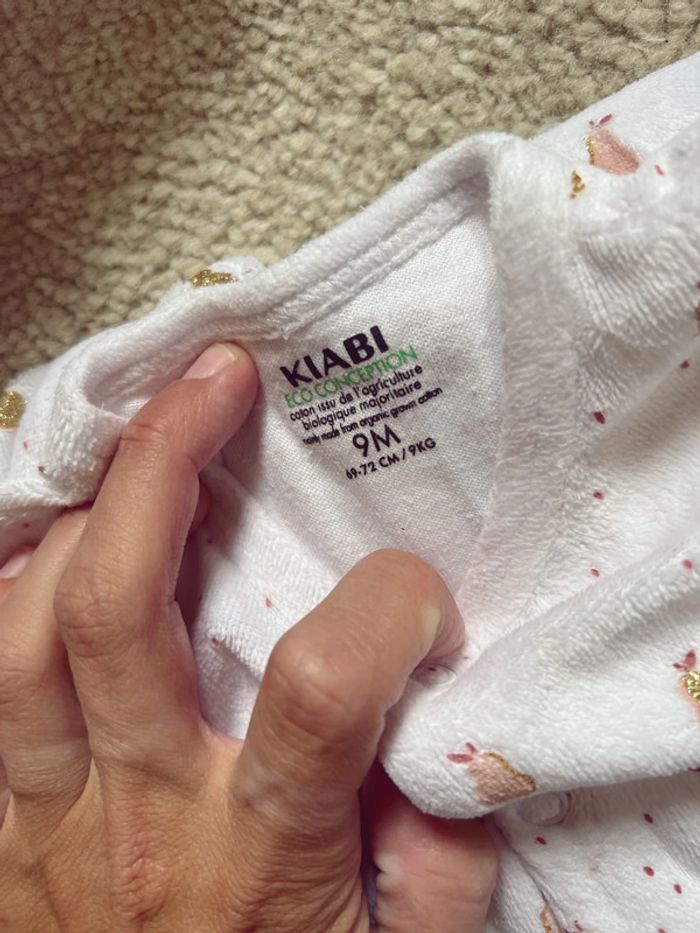 KIABI
ECO CONCEPTION
coton issu de l'agriculture
biologique majoritaire
made from organic grown cotton
9M
69-72 CM / 9KG